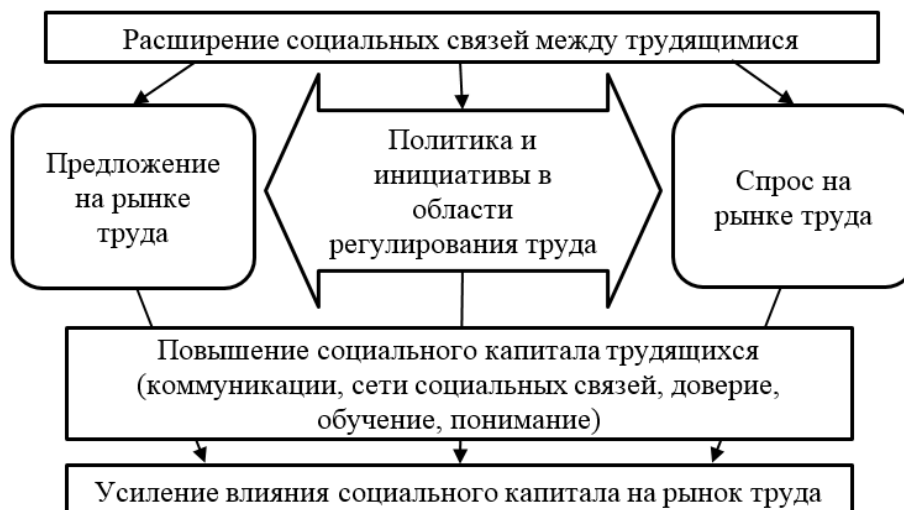 Расширение социальных связей между трудящимися
Предложение
на рынке
труда
Политика и
инициативы в
области
регулирования труда
Спрос на
рынке труда
Повышение социального капитала трудящихся
(коммуникации, сети социальных связей, доверие,
обучение, понимание)
Усиление влияния социального капитала на рынок труда